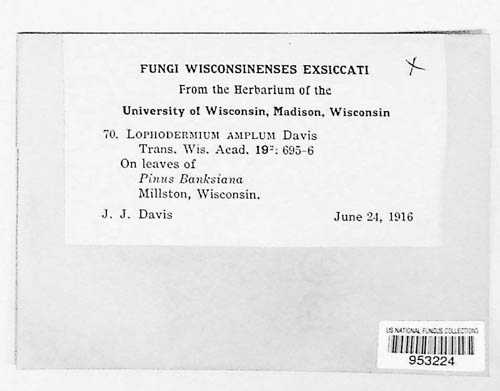 FUNGI WISCONSINENSES EXSICCATI
From the Herbarium of the
University of Wisconsin, Madison, Wisconsin
70. LOPHODERMIUM AMPLUM Davis
Trans. Wis. Acad. 19²: 695-6
On leaves of
Pinus Banksiana
Millston, Wisconsin.
J. J. Davis June 24, 1916
US NATIONAL FUNGUS COLLECTIONS
953224